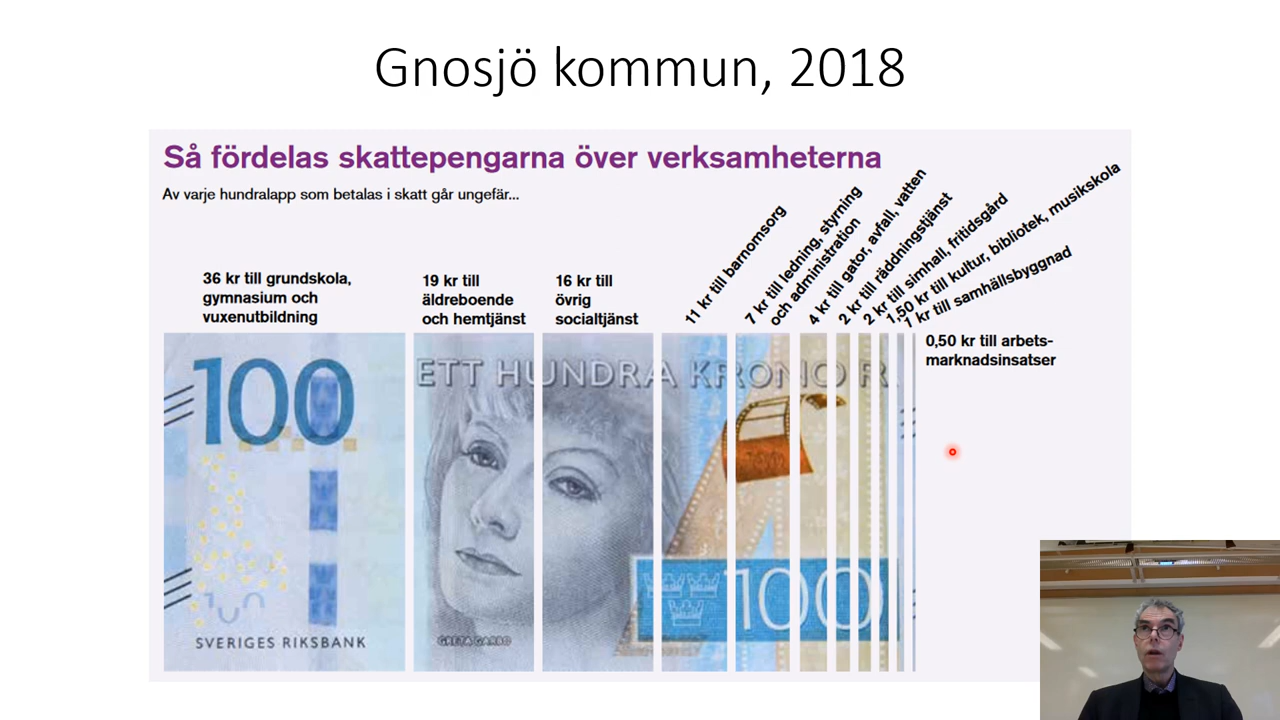 Gnosjö kommun, 2018
Så fördelas skattepengarna över verksamheterna
Av varje hundralapp som betalas i skatt går ungefär...
36 kr till grundskola,
gymnasium och
vuxenutbildning
19 kr till
äldreboende
och hemtjänst
16 kr till
övrig
socialtjänst
11 kr till barnomsorg
7 kr till ledning, styrning
och administration
4 kr till gator, avfall, vatten
2 kr till räddningstjänst
2 kr till simhall, fritidsgård
1,50 kr till kultur, bibliotek, musikskola
1 kr till samhällsbyggnad
0,50 kr till arbets-
marknadsinsatser
100
ETT HUNDRA KRONOR
100
SVERIGES RIKSBANK
GRETA GARBO